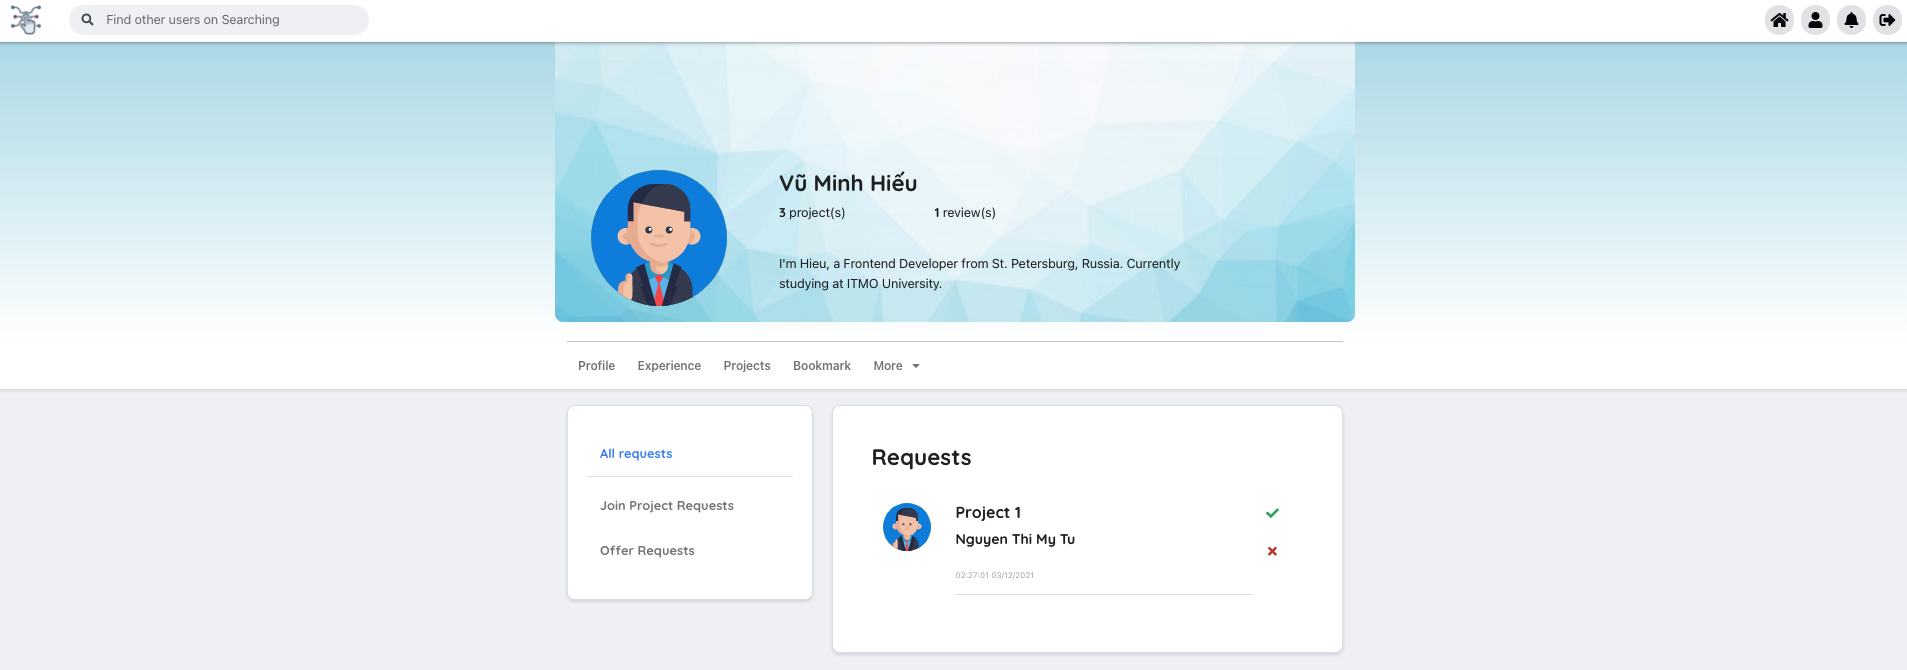 Find other users on Searching
Vũ Minh Hiếu
3 project(s) 1 review(s)
I'm Hieu, a Frontend Developer from St. Petersburg, Russia. Currently
studying at ITMO University.
Profile Experience Projects Bookmark More
All requests
Join Project Requests
Offer Requests
Requests
Project 1
Nguyen Thi My Tu
02:27:01 03/12/2021